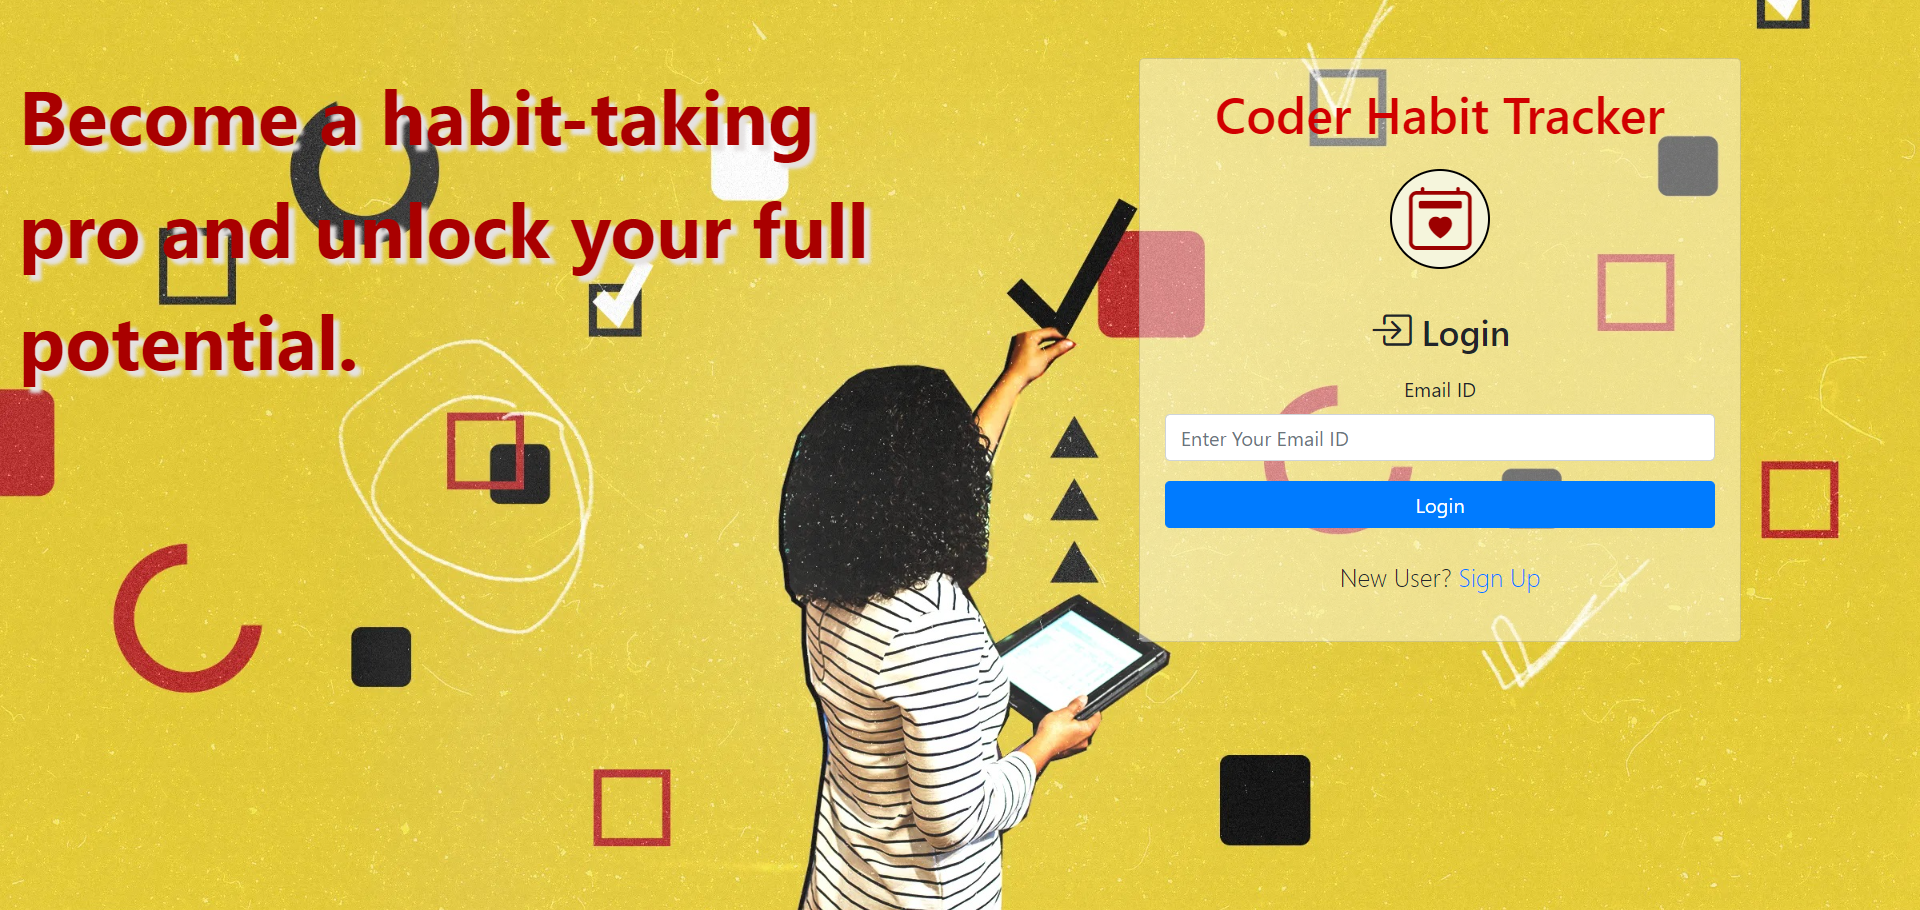 Become a habit-taking
pro and unlock your full
potential.
Coder Habit Tracker
Login
Email ID
Enter Your Email ID
Login
New User? Sign Up